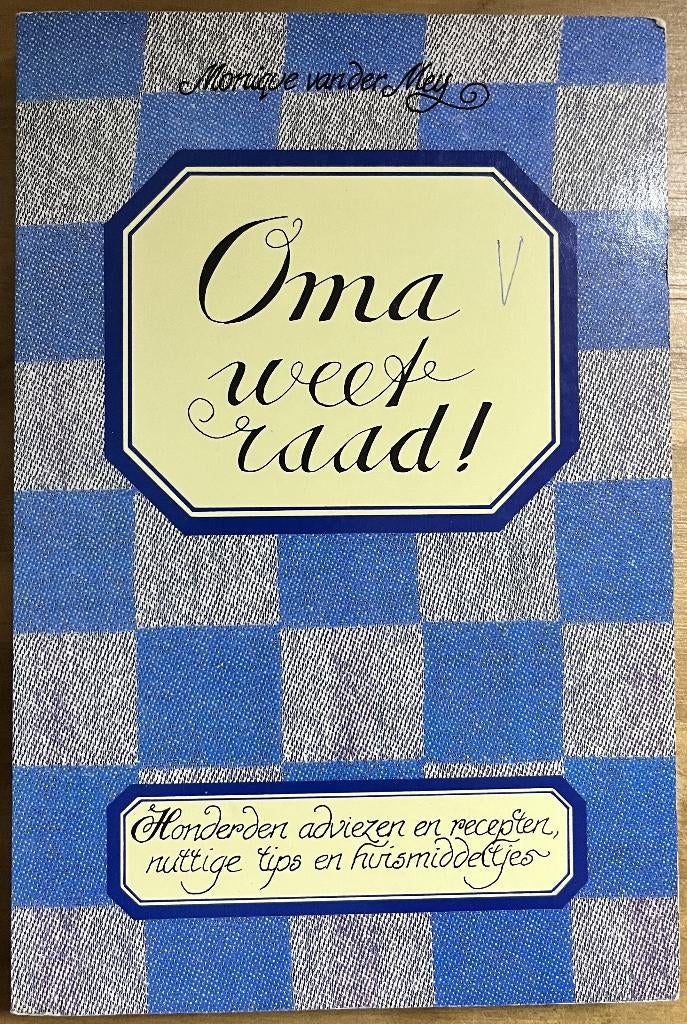 Monique van der Mey
Oma
weet
raad!
V
Honderden adviezen en recepten,
nuttige tips en huismiddeltjes